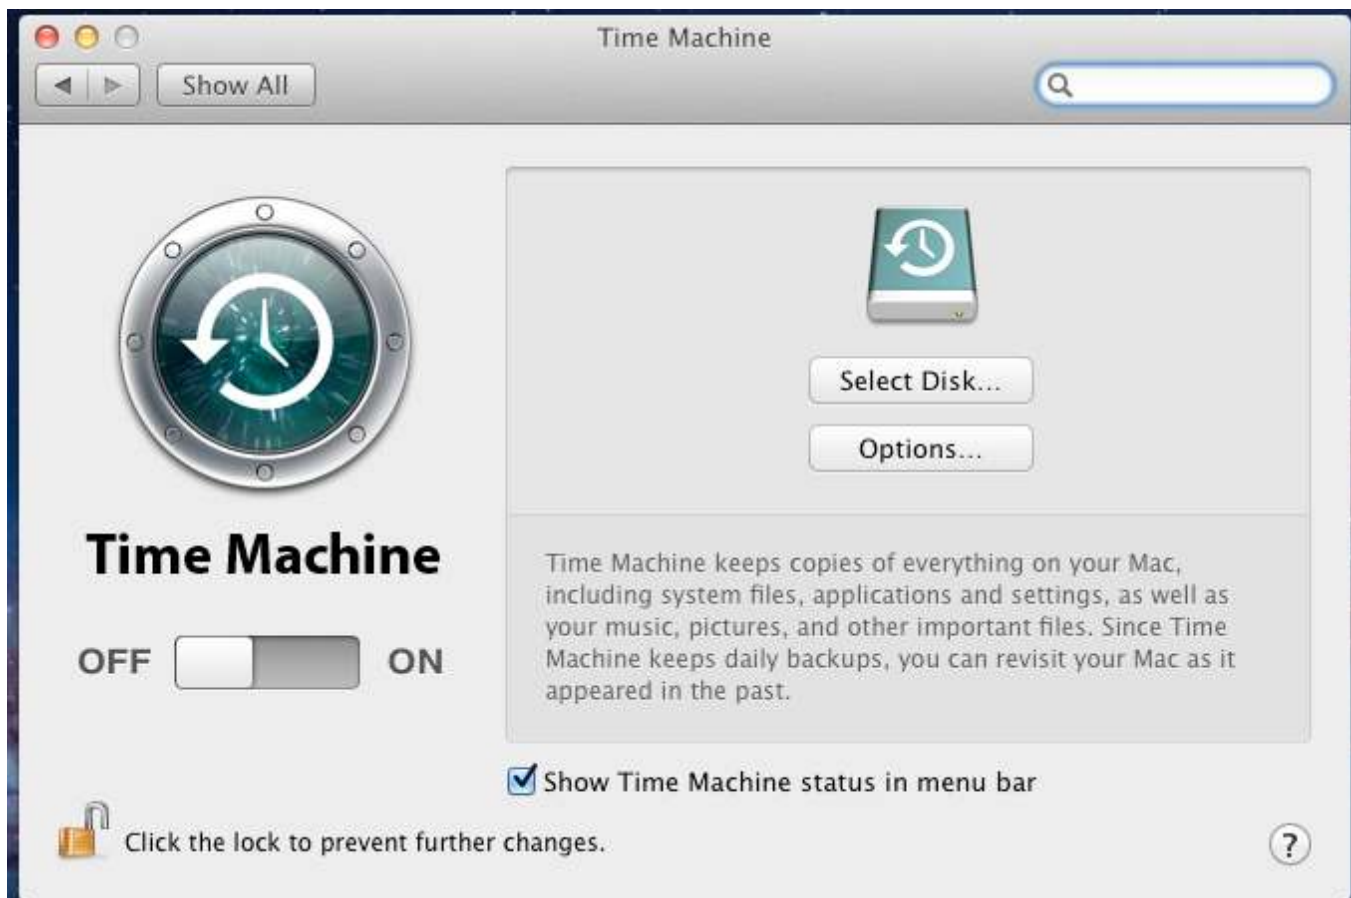 Time Machine
Show All
Select Disk...
Options...
Time Machine
OFF ON
Time Machine keeps copies of everything on your Mac,
including system files, applications and settings, as well as
your music, pictures, and other important files. Since Time
Machine keeps daily backups, you can revisit your Mac as it
appeared in the past.
Show Time Machine status in menu bar
Click the lock to prevent further changes.
?